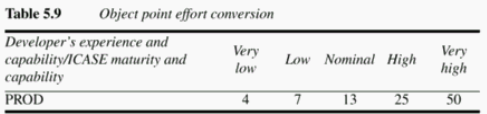 Table 5.9 Object point effort conversion
Developer's experience and
capability/ICASE maturity and
capability
Very
low
Low Nominal High
Very
high
PROD 4 7 13 25 50